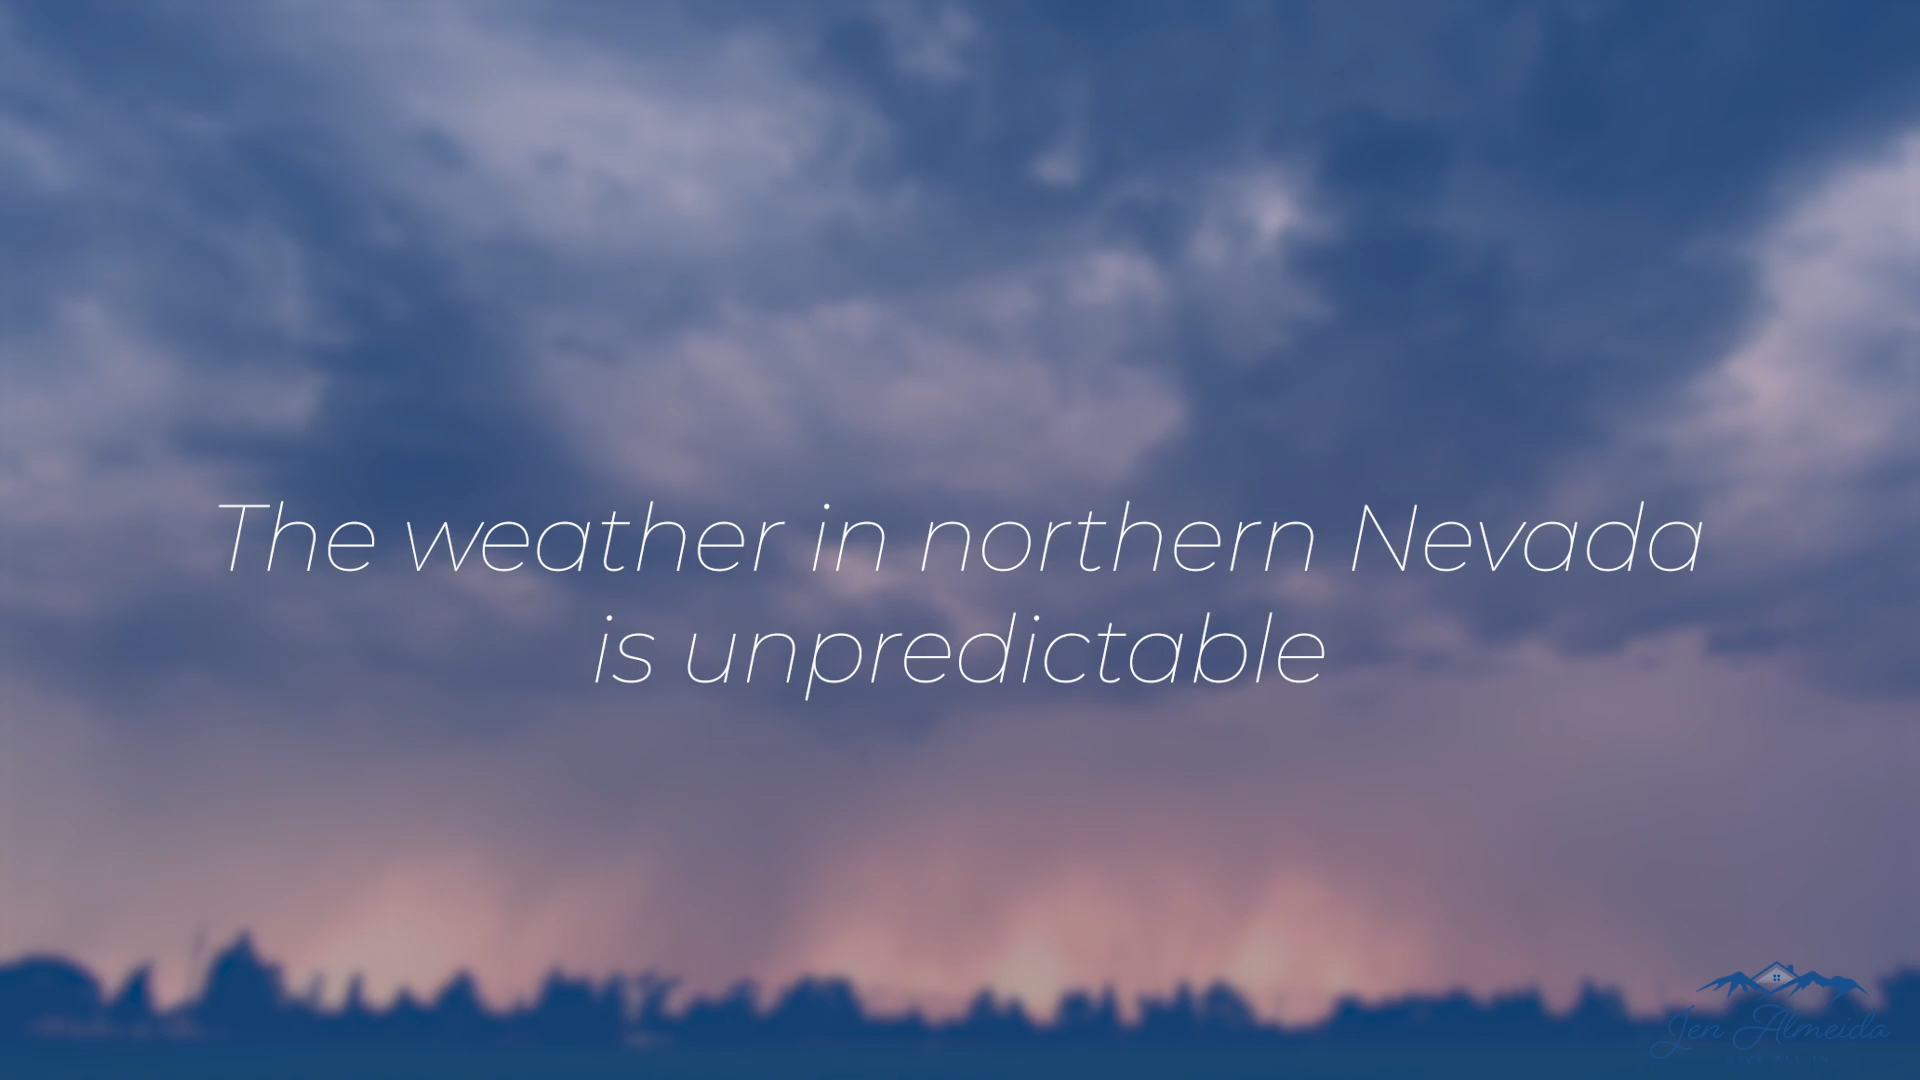 The weather in northern Nevada
is unpredictable
Jen Almeida